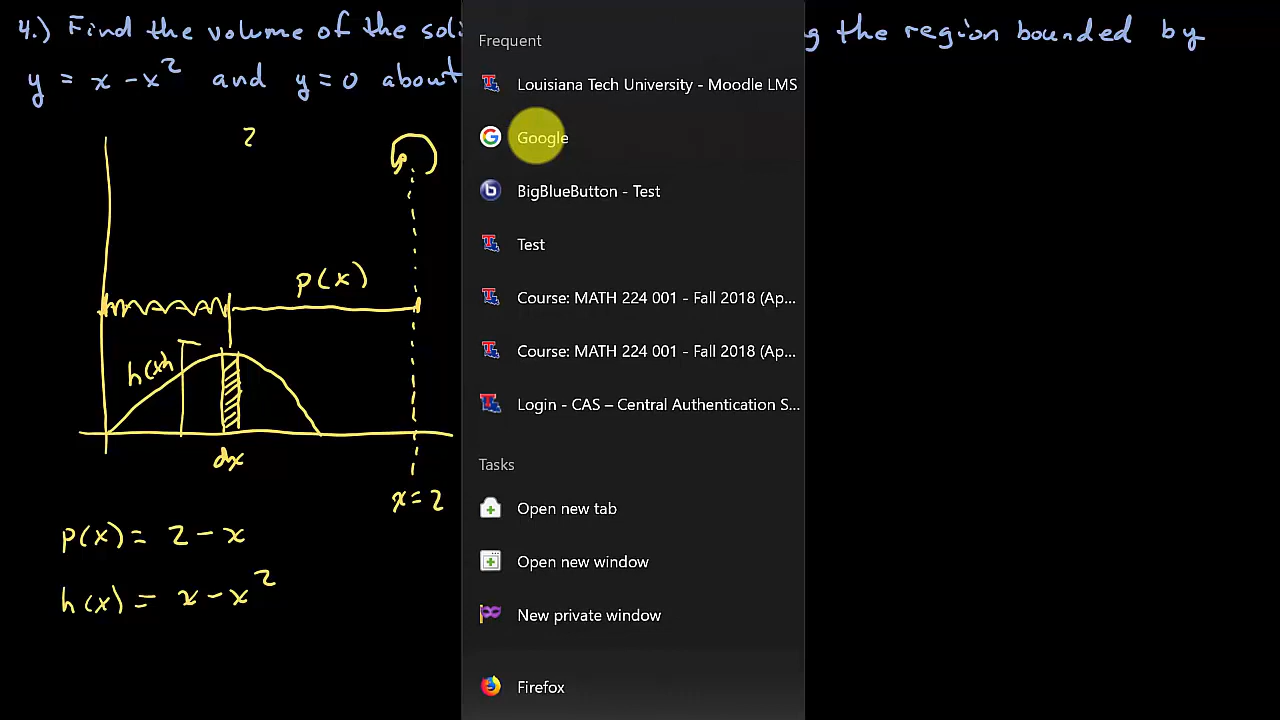 4.) Find the volume of the soli
g the region bounded by
y = x - x² and y = 0 about
2
p(x)
h(x)
dx
x = 2
p(x) = 2 - x
h(x) = x - x²
Frequent
Louisiana Tech University - Moodle LMS
Google
BigBlueButton - Test
Test
Course: MATH 224 001 - Fall 2018 (Ap...
Course: MATH 224 001 - Fall 2018 (Ap...
Login - CAS – Central Authentication S...
Tasks
Open new tab
Open new window
New private window
Firefox